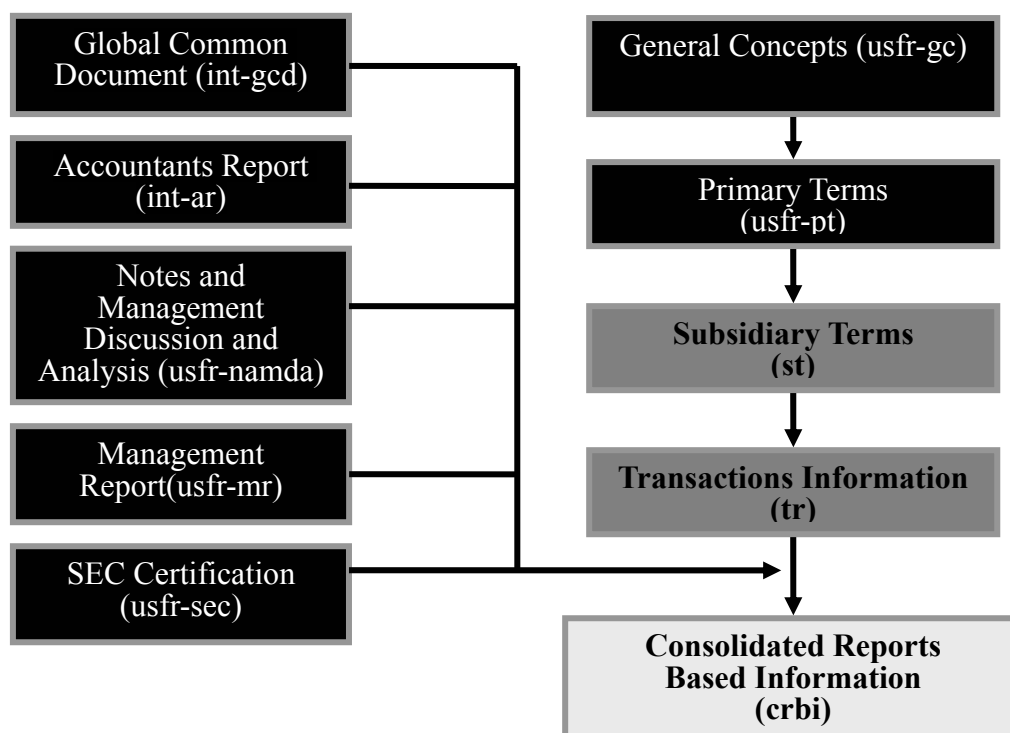 Global Common
Document (int-gcd)
Accountants Report
(int-ar)
Notes and
Management
Discussion and
Analysis (usfr-namda)
Management
Report(usfr-mr)
SEC Certification
(usfr-sec)
General Concepts (usfr-gc)
Primary Terms
(usfr-pt)
Subsidiary Terms
(st)
Transactions Information
(tr)
Consolidated Reports
Based Information
(crbi)